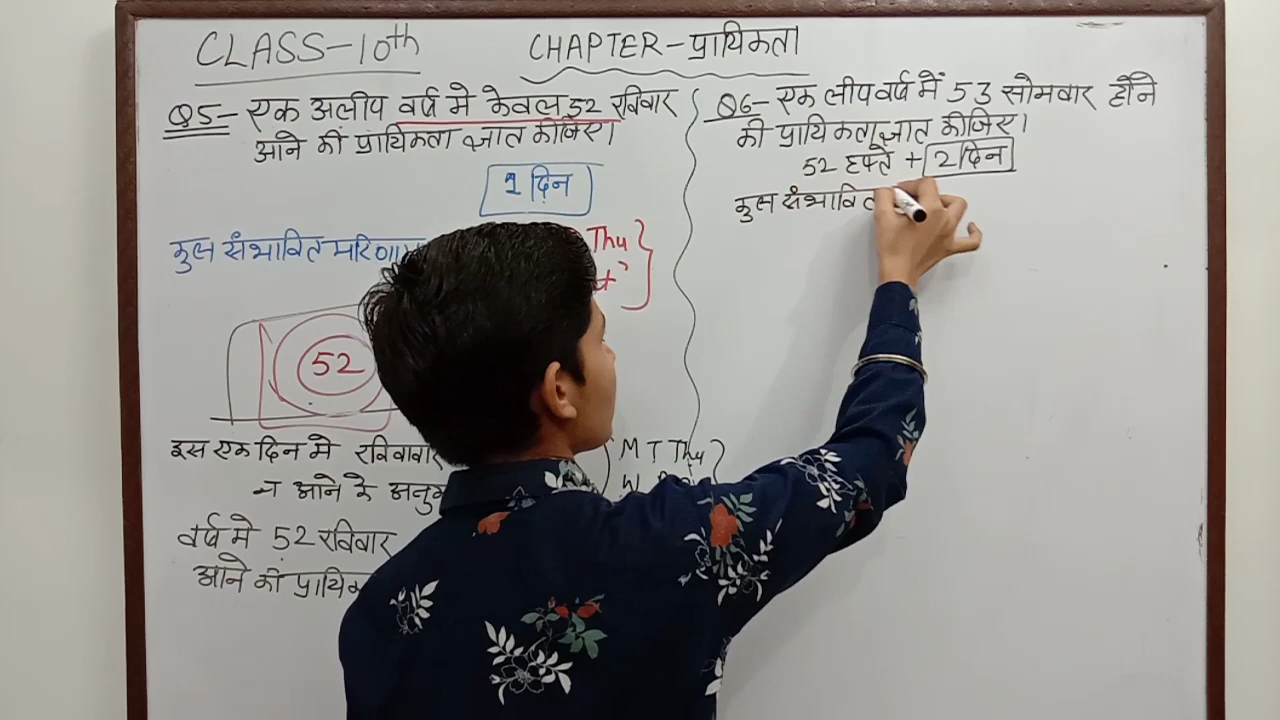 CLASS-10th
CHAPTER-प्रायिकता
Q5- एक अलीप वर्ष मे केवल 52 रविवार
आने की प्रायिकता ज्ञात कीजिए।
1 दिन
कुल संभावित परिणाम
Thu
52
इस एक दिन मे रविवार
न आने के अनुकू
M T Thu
W
वर्ष मे 52 रविवार
आने की प्रायिक
Q6- एक लीप वर्ष में 53 सोमवार होने
की प्रायिकता ज्ञात कीजिए।
52 हफ्ते + 2 दिन
कुल संभावित